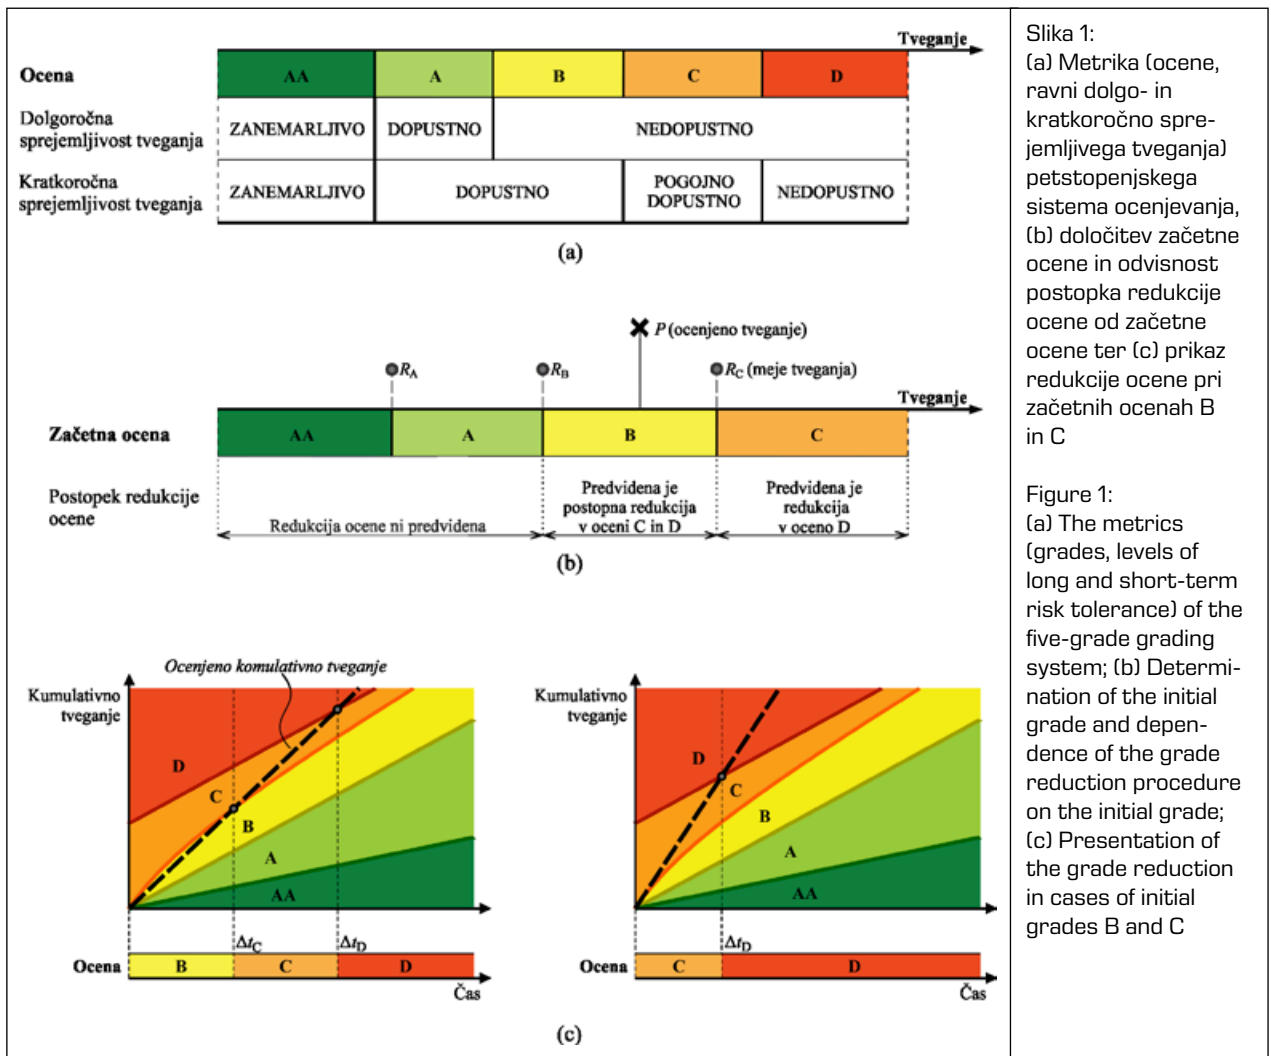 Tveganje
Ocena
AA A B C D
Dolgoročna
sprejemljivost tveganja
ZANEMARLJIVO DOPUSTNO NEDOPUSTNO
Kratkoročna
sprejemljivost tveganja
ZANEMARLJIVO DOPUSTNO POGOJNO
DOPUSTNO NEDOPUSTNO
(a)
P (ocenjeno tveganje)
RA RB RC (meje tveganja)
Tveganje
Začetna ocena
AA A B C
Postopek redukcije
ocene
Redukcija ocene ni predvidena
Predvidena je
postopna redukcija
v oceni C in D
Predvidena je
redukcija
v oceno D
(b)
Ocenjeno komulativno tveganje
Kumulativno
tveganje
D
C
B
A
AA
ΔtC ΔtD
Ocena B C D
Čas
Kumulativno
tveganje
D
C
B
A
AA
ΔtD
Ocena C D
Čas
(c)
Slika 1:
(a) Metrika (ocene,
ravni dolgo- in
kratkoročno spre-
jemljivega tveganja)
petstopenjskega
sistema ocenjevanja,
(b) določitev začetne
ocene in odvisnost
postopka redukcije
ocene od začetne
ocene ter (c) prikaz
redukcije ocene pri
začetnih ocenah B
in C
Figure 1:
(a) The metrics
(grades, levels of
long and short-term
risk tolerance) of the
five-grade grading
system; (b) Determi-
nation of the initial
grade and depen-
dence of the grade
reduction procedure
on the initial grade;
(c) Presentation of
the grade reduction
in cases of initial
grades B and C